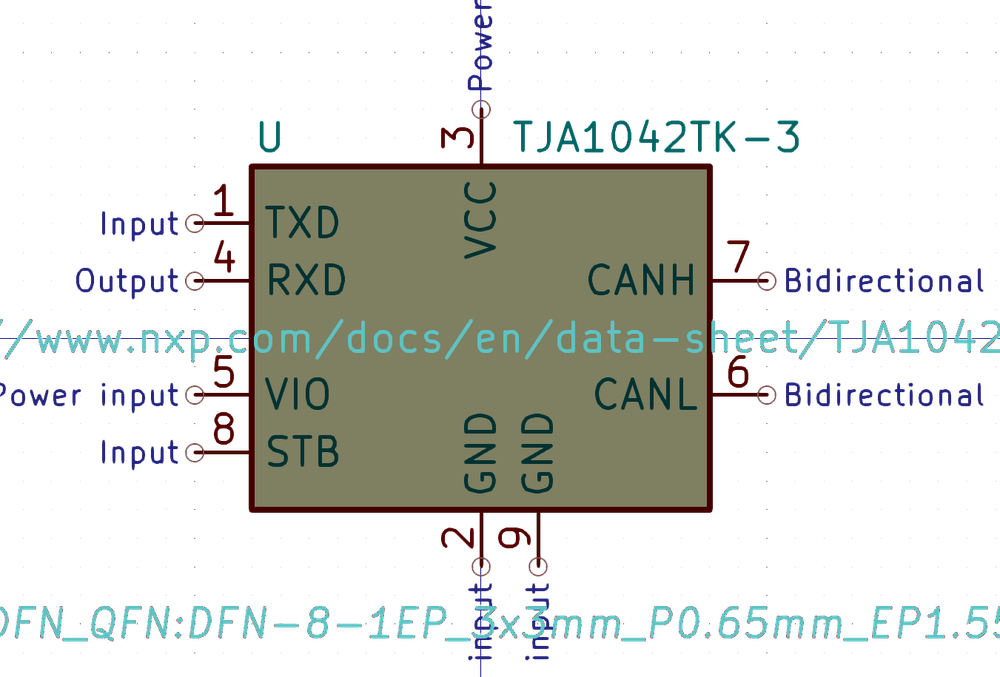 Power
3
U
TJA1042TK-3
VCC
Input 1 TXD
Output 4 RXD
CANH 7 Bidirectional
//www.nxp.com/docs/en/data-sheet/TJA1042
Power input 5 VIO
CANL 6 Bidirectional
Input 8 STB
GND GND
2 9
input input
DFN_QFN:DFN-8-1EP_3x3mm_P0.65mm_EP1.55